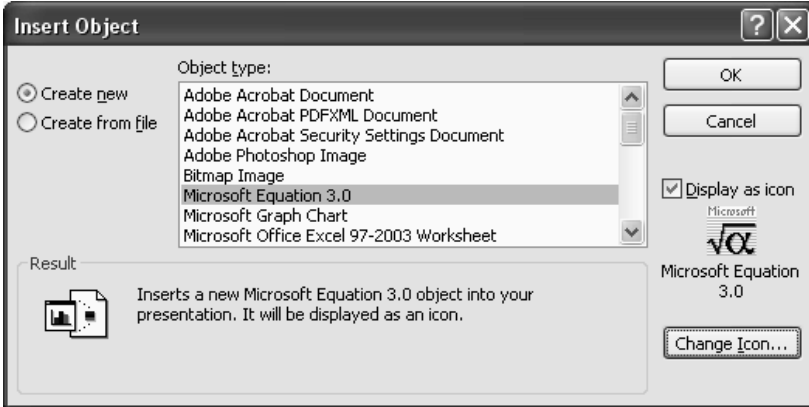 Insert Object
Object type:
Create new
Create from file
Adobe Acrobat Document
Adobe Acrobat PDFXML Document
Adobe Acrobat Security Settings Document
Adobe Photoshop Image
Bitmap Image
Microsoft Equation 3.0
Microsoft Graph Chart
Microsoft Office Excel 97-2003 Worksheet
OK
Cancel
Display as icon
Microsoft
√α
Microsoft Equation
3.0
Change Icon...
Result
Inserts a new Microsoft Equation 3.0 object into your
presentation. It will be displayed as an icon.